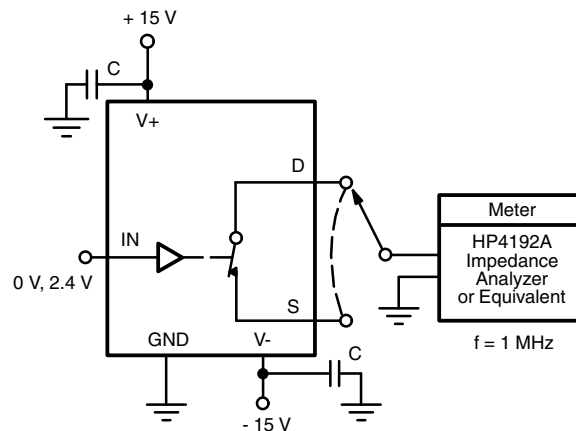 + 15 V
C
V+
D
Meter
IN
HP4192A
Impedance
Analyzer
or Equivalent
0 V, 2.4 V
S
GND
V-
C
f = 1 MHz
- 15 V